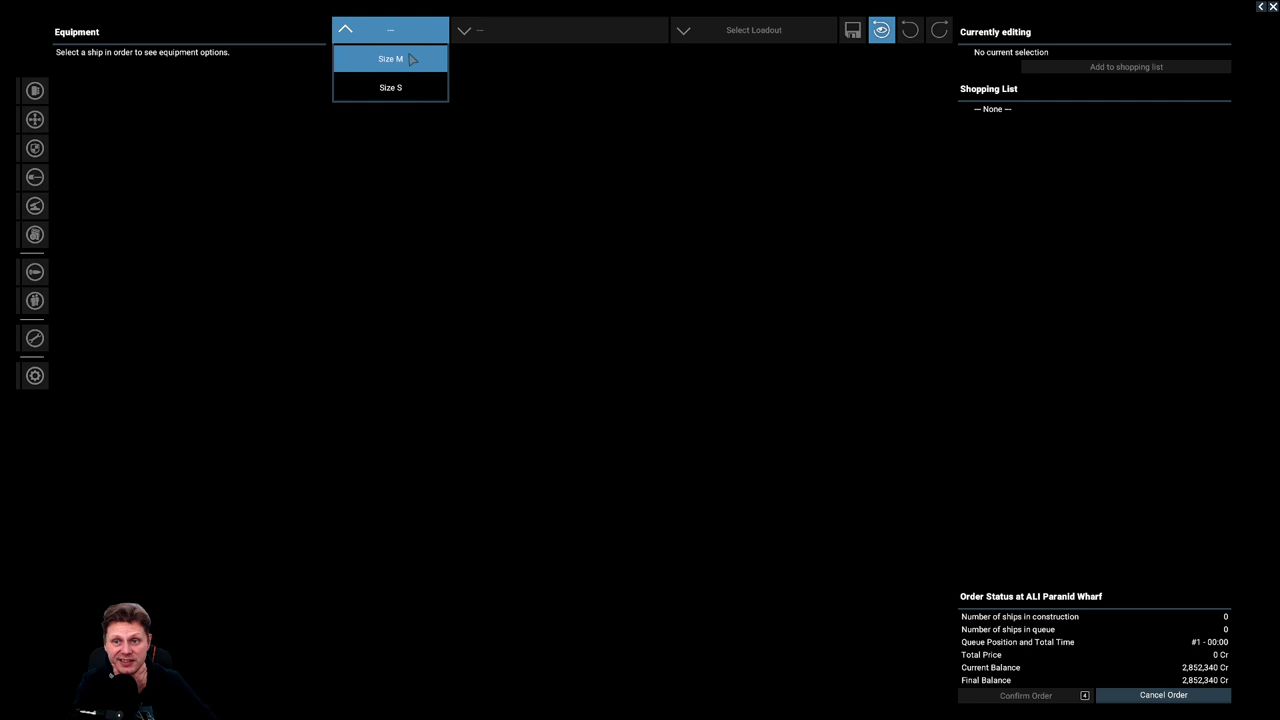 Equipment
Select a ship in order to see equipment options.
—
Size M
Size S
—
Select Loadout
Currently editing
No current selection
Add to shopping list
Shopping List
— None —
Order Status at ALI Paranid Wharf
Number of ships in construction 0
Number of ships in queue 0
Queue Position and Total Time #1 - 00:00
Total Price 0 Cr
Current Balance 2,852,340 Cr
Final Balance 2,852,340 Cr
Confirm Order 4
Cancel Order